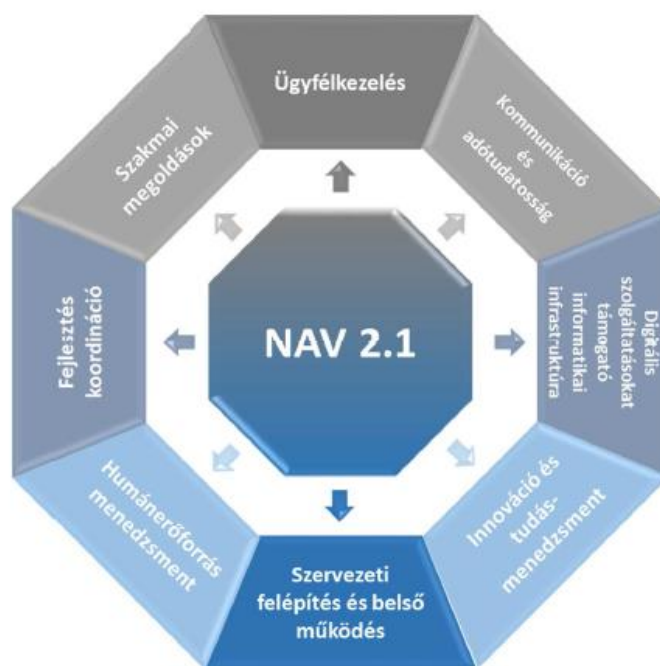 Ügyfélkezelés
Kommunikáció
és
adótudatosság
Digitális
szolgáltatásokat
támogató
informatikai
infrastruktúra
Innováció és
tudás-
menedzsment
Szervezeti
felépítés és belső
működés
Humánerőforrás
menedzsment
Fejlesztés
koordináció
Szakmai
megoldások
NAV 2.1